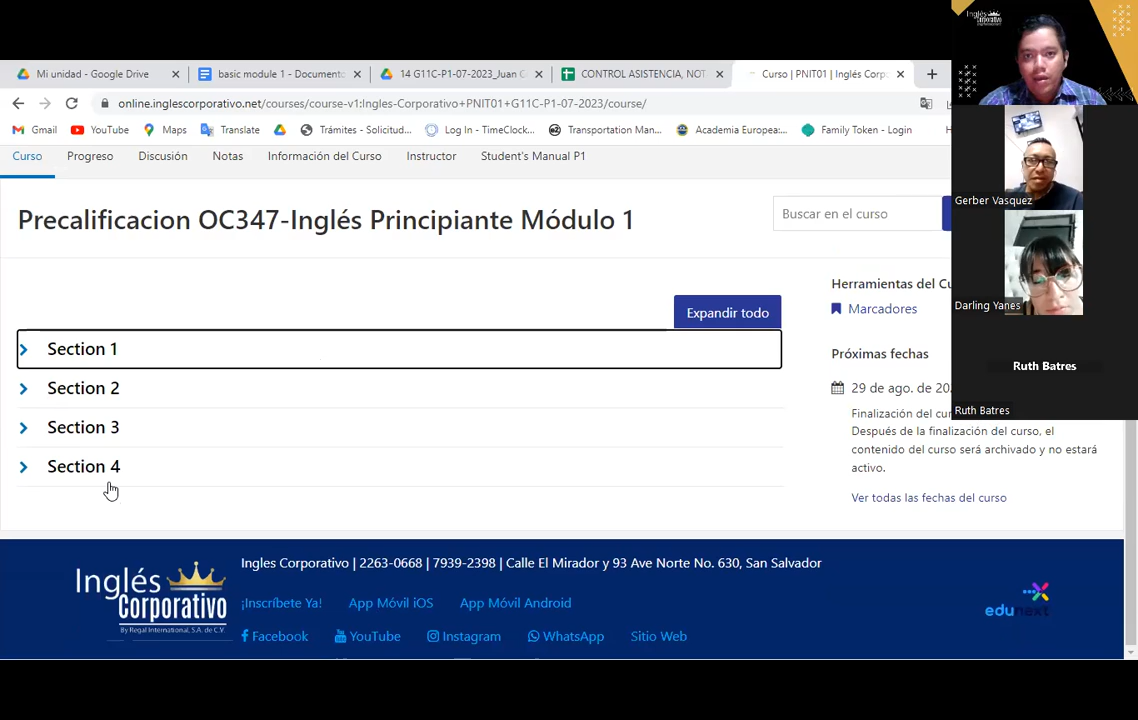 Mi unidad - Google Drive
basic module 1 - Documento
14 G11C-P1-07-2023_Juan C
CONTROL ASISTENCIA, NOT
Curso | PNIT01 | Inglés Corpo
online.inglescorporativo.net/courses/course-v1:Ingles-Corporativo+PNIT01+G11C-P1-07-2023/course/
Gmail
YouTube
Maps
Translate
Trámites - Solicitud...
Log In - TimeClock...
Transportation Man...
Academia Europea:...
Family Token - Login
Curso
Progreso
Discusión
Notas
Información del Curso
Instructor
Student's Manual P1
Precalificacion OC347-Inglés Principiante Módulo 1
Buscar en el curso
Expandir todo
Section 1
Section 2
Section 3
Section 4
Herramientas del Cu
Marcadores
Próximas fechas
29 de ago. de 20
Finalización del cur
Después de la finalización del curso, el
contenido del curso será archivado y no estará
activo.
Ver todas las fechas del curso
Inglés
Corporativo
By Regal International, S.A. de C.V.
Ingles Corporativo | 2263-0668 | 7939-2398 | Calle El Mirador y 93 Ave Norte No. 630, San Salvador
¡Inscríbete Ya!
App Móvil iOS
App Móvil Android
Facebook
YouTube
Instagram
WhatsApp
Sitio Web
edunext
Inglés
Corporativo
Gerber Vasquez
Darling Yanes
Ruth Batres
Ruth Batres